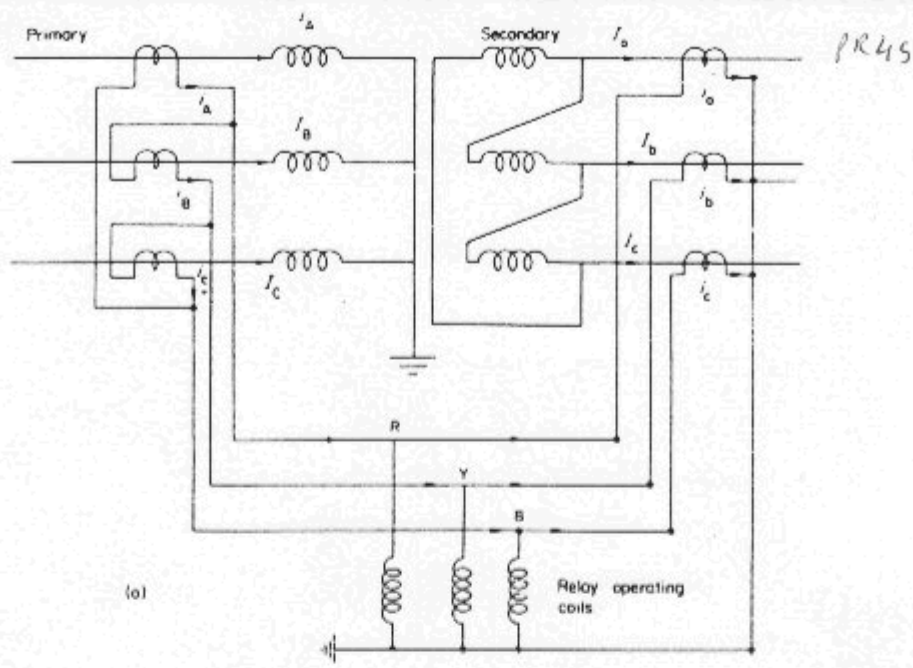 I_A
Primary
Secondary
I_a
PR45
i_A
i_a
I_B
I_b
i_B
i_b
I_c
i_c
I_C
i_c
R
Y
B
(a)
Relay operating
coils